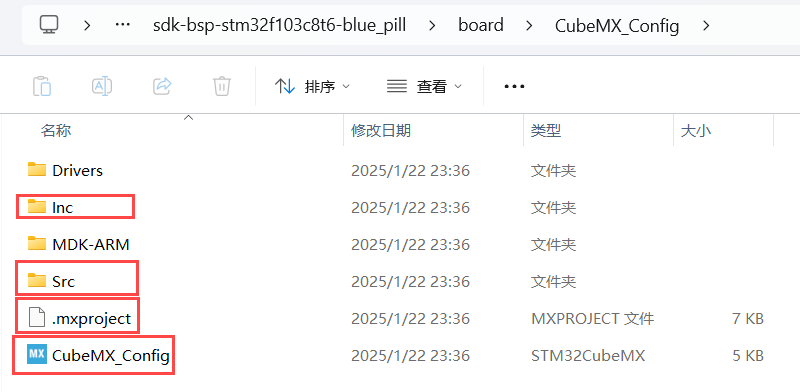 … sdk-bsp-stm32f103c8t6-blue_pill > board > CubeMX_Config >
排序 查看 …
名称 修改日期 类型 大小
Drivers 2025/1/22 23:36 文件夹
Inc 2025/1/22 23:36 文件夹
MDK-ARM 2025/1/22 23:36 文件夹
Src 2025/1/22 23:36 文件夹
.mxproject 2025/1/22 23:36 MXPROJECT 文件 7 KB
MX CubeMX_Config 2025/1/22 23:36 STM32CubeMX 5 KB